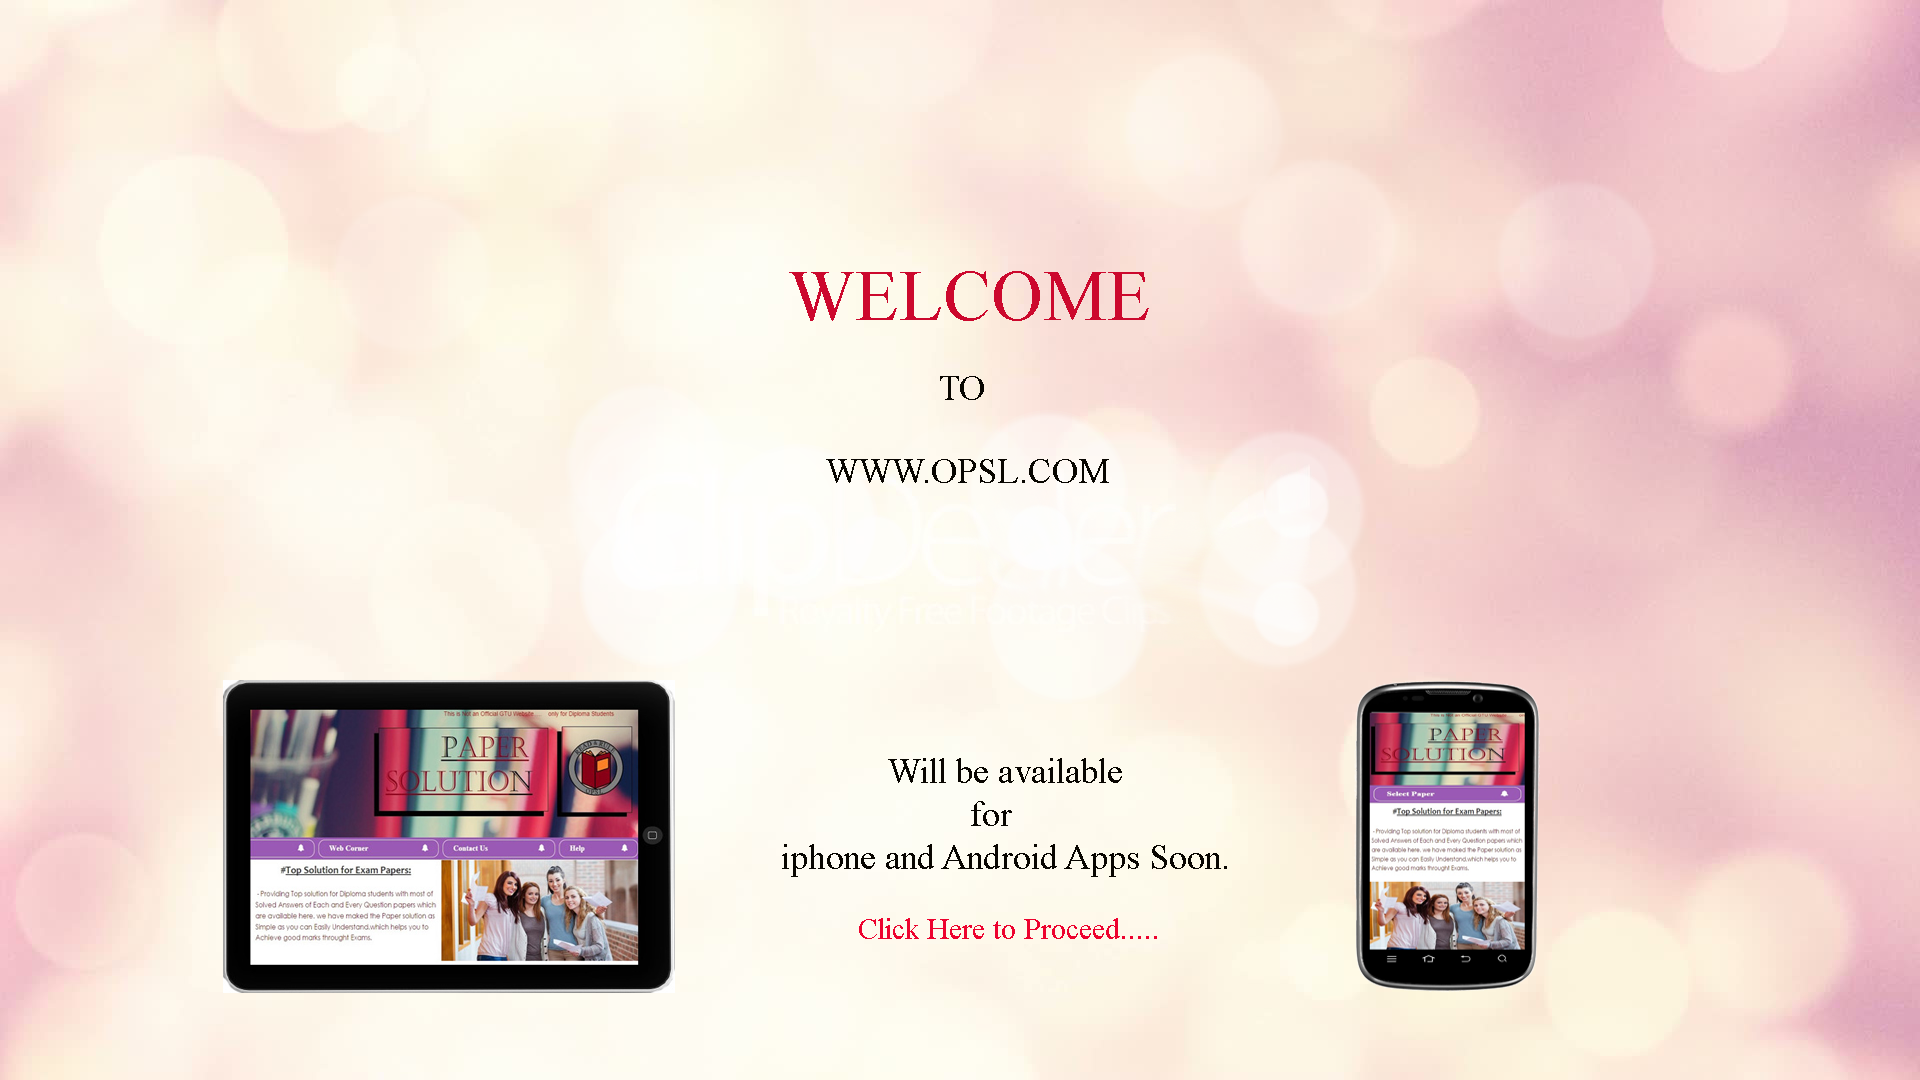 WELCOME
TO
WWW.OPSL.COM
Royalty Free Footage
This is Not an Official GTU Website only for Diploma Students
PAPER
SOLUTION
READ & RULE
OPSL
Web Corner
Contact Us
Help
#Top Solution for Exam Papers:
- Providing Top solution for Diploma students with most of
Solved Answers of Each and Every Question papers which
are available here. we have maked the Paper solution as
Simple as you can Easily Understand.which helps you to
Achieve good marks throught Exams.
Will be available
for
iphone and Android Apps Soon.
Click Here to Proceed.....
This is Not an Official GTU Website
PAPER
SOLUTION
Select Paper
#Top Solution for Exam Papers:
- Providing Top solution for Diploma students with most of
Solved Answers of Each and Every Question papers which
are available here. we have maked the Paper solution as
Simple as you can Easily Understand.which helps you to
Achieve good marks throught Exams.